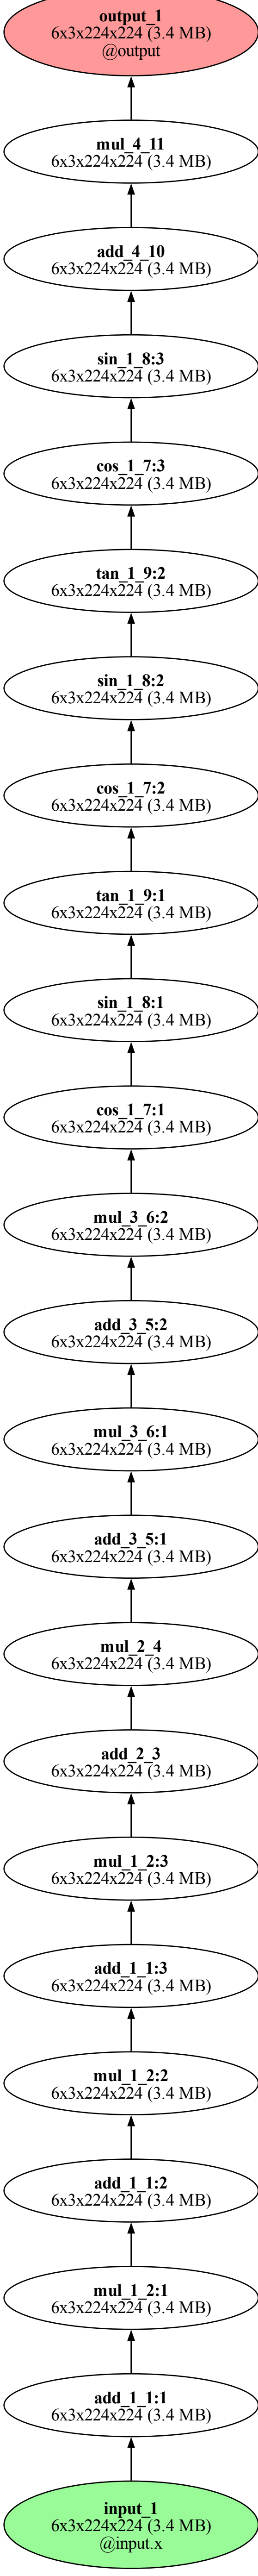 output_1
6x3x224x224 (3.4 MB)
@output
mul_4_11
6x3x224x224 (3.4 MB)
add_4_10
6x3x224x224 (3.4 MB)
sin_1_8:3
6x3x224x224 (3.4 MB)
cos_1_7:3
6x3x224x224 (3.4 MB)
tan_1_9:2
6x3x224x224 (3.4 MB)
sin_1_8:2
6x3x224x224 (3.4 MB)
cos_1_7:2
6x3x224x224 (3.4 MB)
tan_1_9:1
6x3x224x224 (3.4 MB)
sin_1_8:1
6x3x224x224 (3.4 MB)
cos_1_7:1
6x3x224x224 (3.4 MB)
mul_3_6:2
6x3x224x224 (3.4 MB)
add_3_5:2
6x3x224x224 (3.4 MB)
mul_3_6:1
6x3x224x224 (3.4 MB)
add_3_5:1
6x3x224x224 (3.4 MB)
mul_2_4
6x3x224x224 (3.4 MB)
add_2_3
6x3x224x224 (3.4 MB)
mul_1_2:3
6x3x224x224 (3.4 MB)
add_1_1:3
6x3x224x224 (3.4 MB)
mul_1_2:2
6x3x224x224 (3.4 MB)
add_1_1:2
6x3x224x224 (3.4 MB)
mul_1_2:1
6x3x224x224 (3.4 MB)
add_1_1:1
6x3x224x224 (3.4 MB)
input_1
6x3x224x224 (3.4 MB)
@input.x